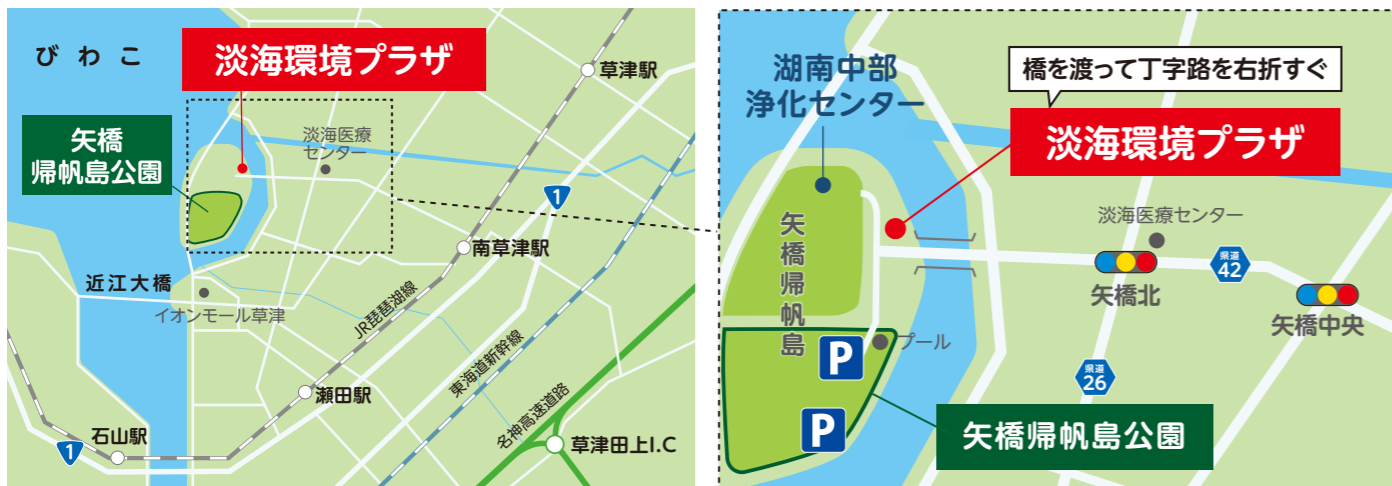 びわこ
淡海環境プラザ
草津駅
矢橋
帰帆島公園
淡海医療
センター
1
南草津駅
近江大橋
イオンモール草津
JR琵琶湖線
東海道新幹線
瀬田駅
名神高速道路
石山駅
1
草津田上I.C
湖南中部
浄化センター
橋を渡って丁字路を右折すぐ
淡海環境プラザ
淡海医療センター
矢橋帰帆島
県道
42
矢橋北
矢橋中央
プール
P
県道
26
P
矢橋帰帆島公園